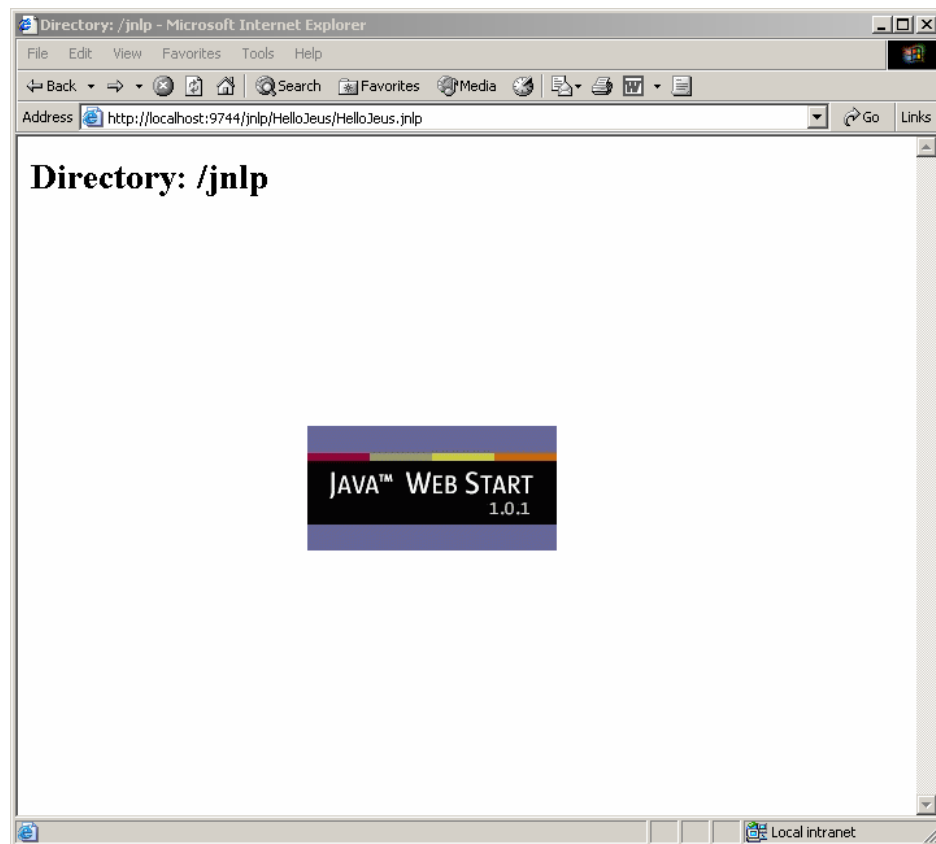 Directory: /jnlp - Microsoft Internet Explorer
File Edit View Favorites Tools Help
Back Search Favorites Media
Address http://localhost:9744/jnlp/HelloJeus/HelloJeus.jnlp Go Links
Directory: /jnlp
JAVA™ WEB START
1.0.1
Local intranet